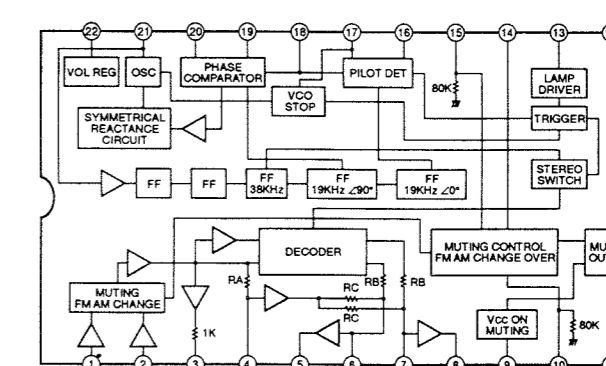 22 21 20 19 18 17 16 15 14 13
VOL REG
OSC
PHASE
COMPARATOR
PILOT DET
VCO
STOP
80K
LAMP
DRIVER
TRIGGER
SYMMETRICAL
REACTANCE
CIRCUIT
STEREO
SWITCH
FF
FF
FF
38KHz
FF
19KHz ∠90°
FF
19KHz ∠0°
DECODER
MUTING CONTROL
FM AM CHANGE OVER
MUTING
FM AM CHANGE
RA
RC
RC
RB
RB
1K
VCC ON
MUTING
80K
1 2 3 4 5 6 7 8 9 10